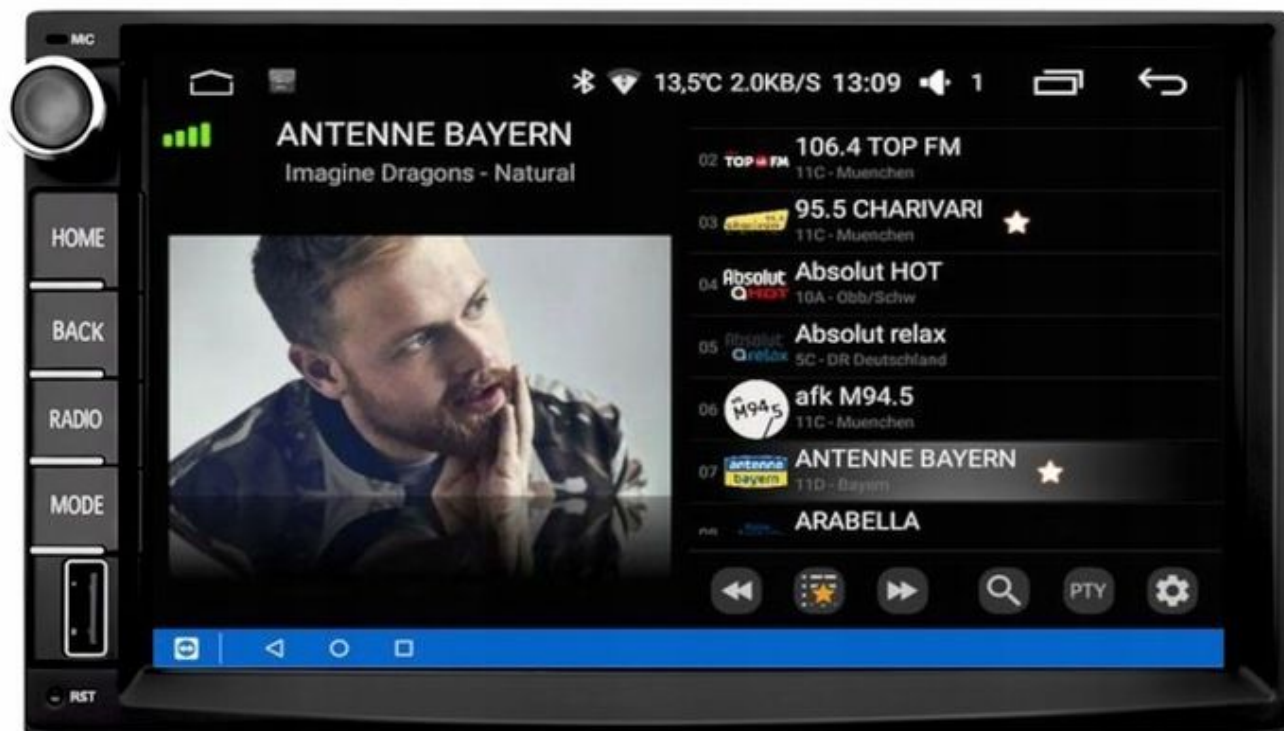 MC
13,5°C 2.0KB/S 13:09 1
ANTENNE BAYERN
Imagine Dragons - Natural
HOME
BACK
RADIO
MODE
RST
02 TOP FM 106.4 TOP FM
11C - Muenchen
03 95.5 CHARIVARI
11C - Muenchen
04 Absolut HOT Absolut HOT
10A - Obb/Schw
05 Absolut relax Absolut relax
5C - DR Deutschland
06 M94.5 afk M94.5
11C - Muenchen
07 antenne bayern ANTENNE BAYERN
11D - Bayern
ARABELLA
PTY